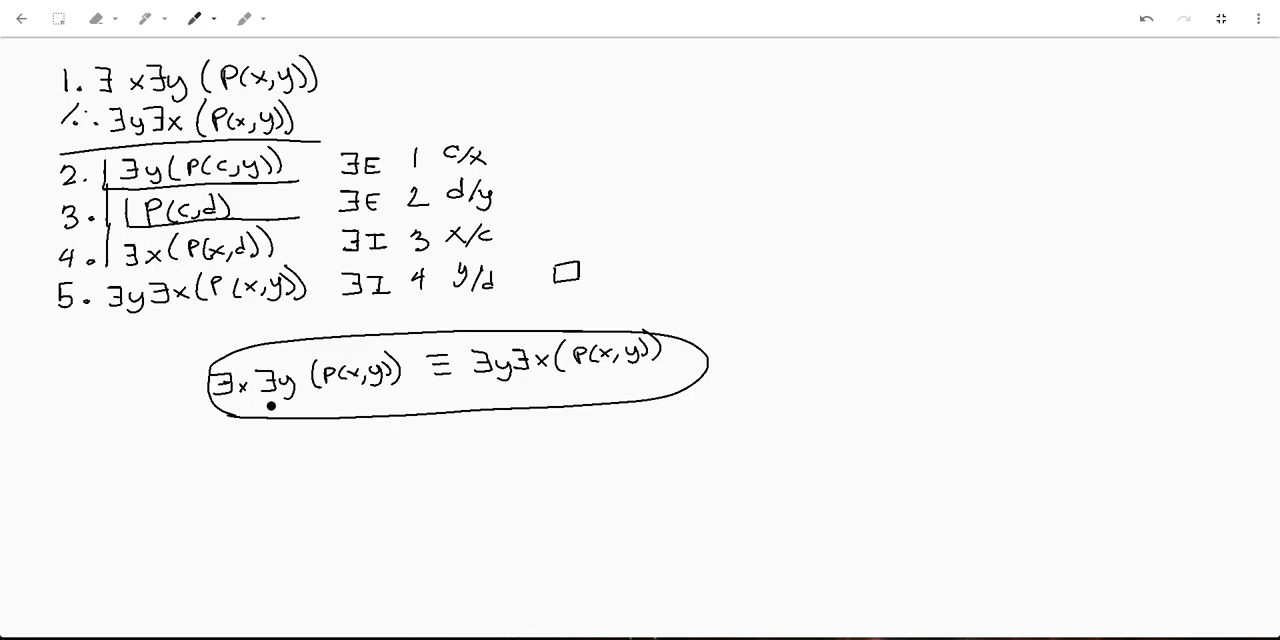 1. ∃x∃y (P(x,y))
/∴ ∃y∃x (P(x,y))
2. ∃y(P(c,y)) ∃E 1 c/x
3. P(c,d) ∃E 2 d/y
4. ∃x(P(x,d)) ∃I 3 x/c
5. ∃y∃x(P(x,y)) ∃I 4 y/d □
∃x∃y (P(x,y)) ≡ ∃y∃x(P(x,y))